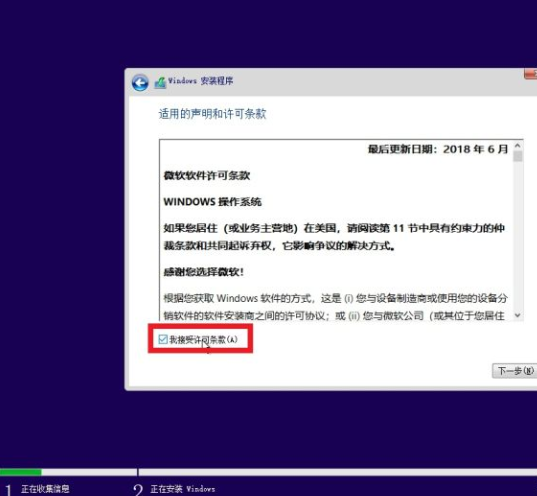 Windows 安装程序
适用的声明和许可条款
最后更新日期：2018 年 6 月
微软软件许可条款
WINDOWS 操作系统
如果您居住（或业务主营地）在美国，请阅读第 11 节中具有约束力的仲
裁条款和共同起诉弃权，它影响争议的解决方式。
感谢您选择微软！
根据您获取 Windows 软件的方式，这是 (i) 您与设备制造商或使用您的设备分
销软件的软件安装商之间的许可协议；或 (ii) 您与微软公司（或其位于您居住
我接受许可条款(A)
下一步(N)
1 正在收集信息
2 正在安装 Windows